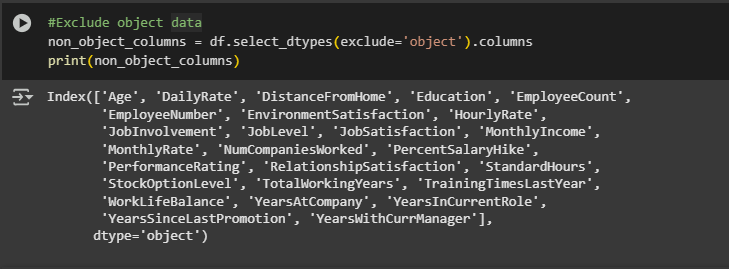 #Exclude object data
non_object_columns = df.select_dtypes(exclude='object').columns
print(non_object_columns)
Index(['Age', 'DailyRate', 'DistanceFromHome', 'Education', 'EmployeeCount',
'EmployeeNumber', 'EnvironmentSatisfaction', 'HourlyRate',
'JobInvolvement', 'JobLevel', 'JobSatisfaction', 'MonthlyIncome',
'MonthlyRate', 'NumCompaniesWorked', 'PercentSalaryHike',
'PerformanceRating', 'RelationshipSatisfaction', 'StandardHours',
'StockOptionLevel', 'TotalWorkingYears', 'TrainingTimesLastYear',
'WorkLifeBalance', 'YearsAtCompany', 'YearsInCurrentRole',
'YearsSinceLastPromotion', 'YearsWithCurrManager'],
dtype='object')